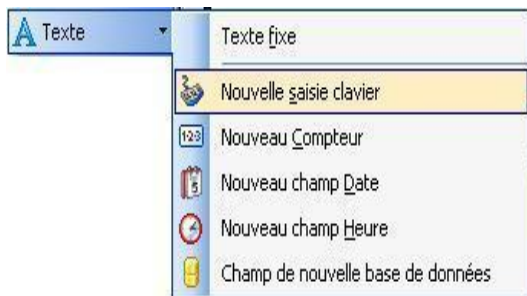 Texte
Texte fixe
Nouvelle saisie clavier
Nouveau Compteur
Nouveau champ Date
Nouveau champ Heure
Champ de nouvelle base de données